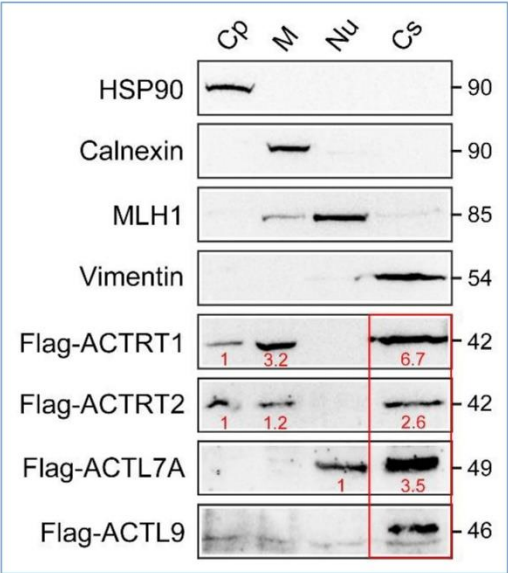 Cp M Nu Cs
HSP90 90
Calnexin 90
MLH1 85
Vimentin 54
Flag-ACTRT1 42
1 3.2 6.7
Flag-ACTRT2 42
1 1.2 2.6
Flag-ACTL7A 49
1 3.5
Flag-ACTL9 46